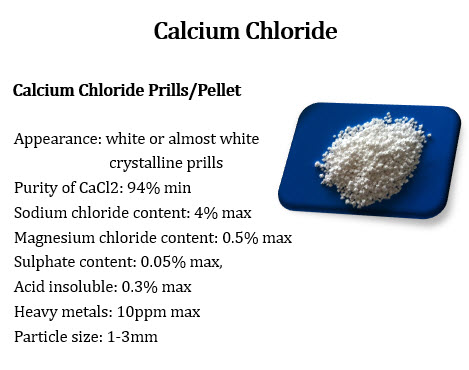 Calcium Chloride
Calcium Chloride Prills/Pellet
Appearance: white or almost white
crystalline prills
Purity of CaCl2: 94% min
Sodium chloride content: 4% max
Magnesium chloride content: 0.5% max
Sulphate content: 0.05% max,
Acid insoluble: 0.3% max
Heavy metals: 10ppm max
Particle size: 1-3mm